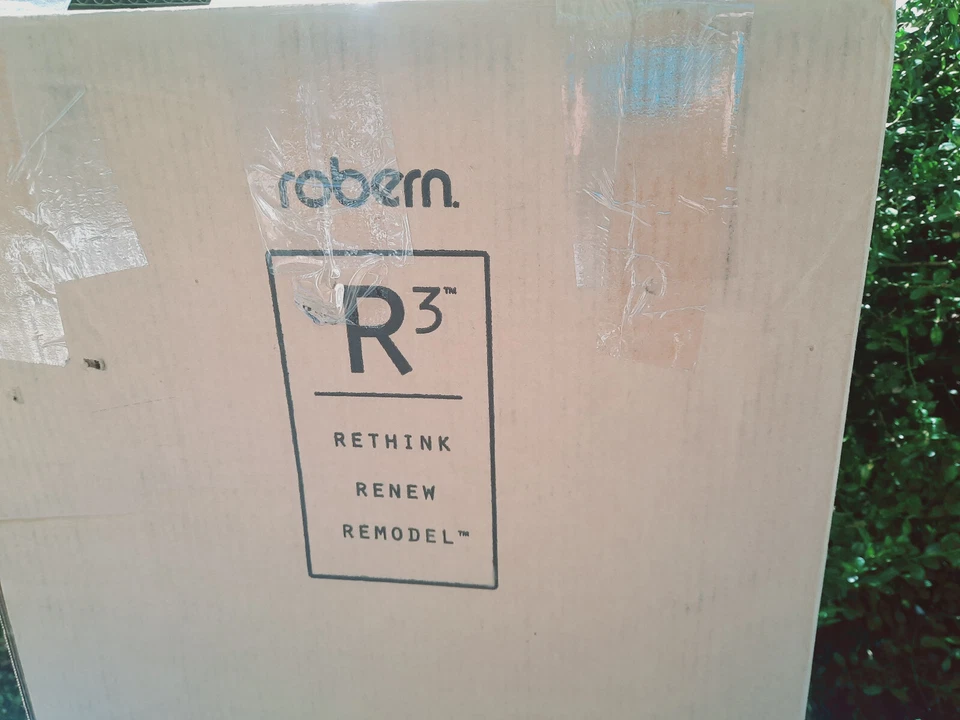 robern.
R3™
RETHINK
RENEW
REMODEL™